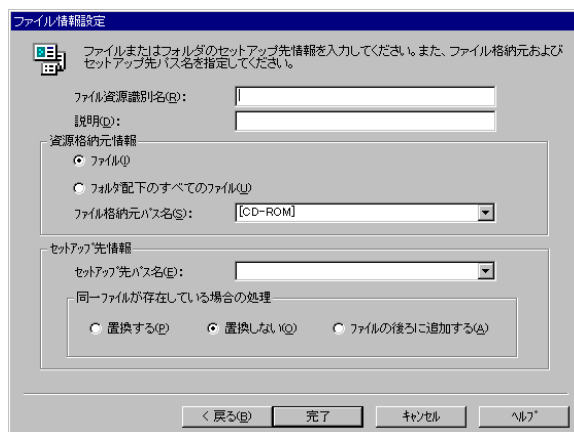 ファイル情報設定
ファイルまたはフォルダのセットアップ先情報を入力してください。また、ファイル格納元および
セットアップ先パス名を指定してください。
ファイル資源識別名(R):
説明(D):
資源格納元情報
ファイル(I)
フォルダ配下のすべてのファイル(U)
ファイル格納元パス名(S): [CD-ROM]
セットアップ先情報
セットアップ先パス名(E):
同一ファイルが存在している場合の処理
置換する(P) 置換しない(O) ファイルの後ろに追加する(A)
< 戻る(B) 完了 キャンセル ヘルプ